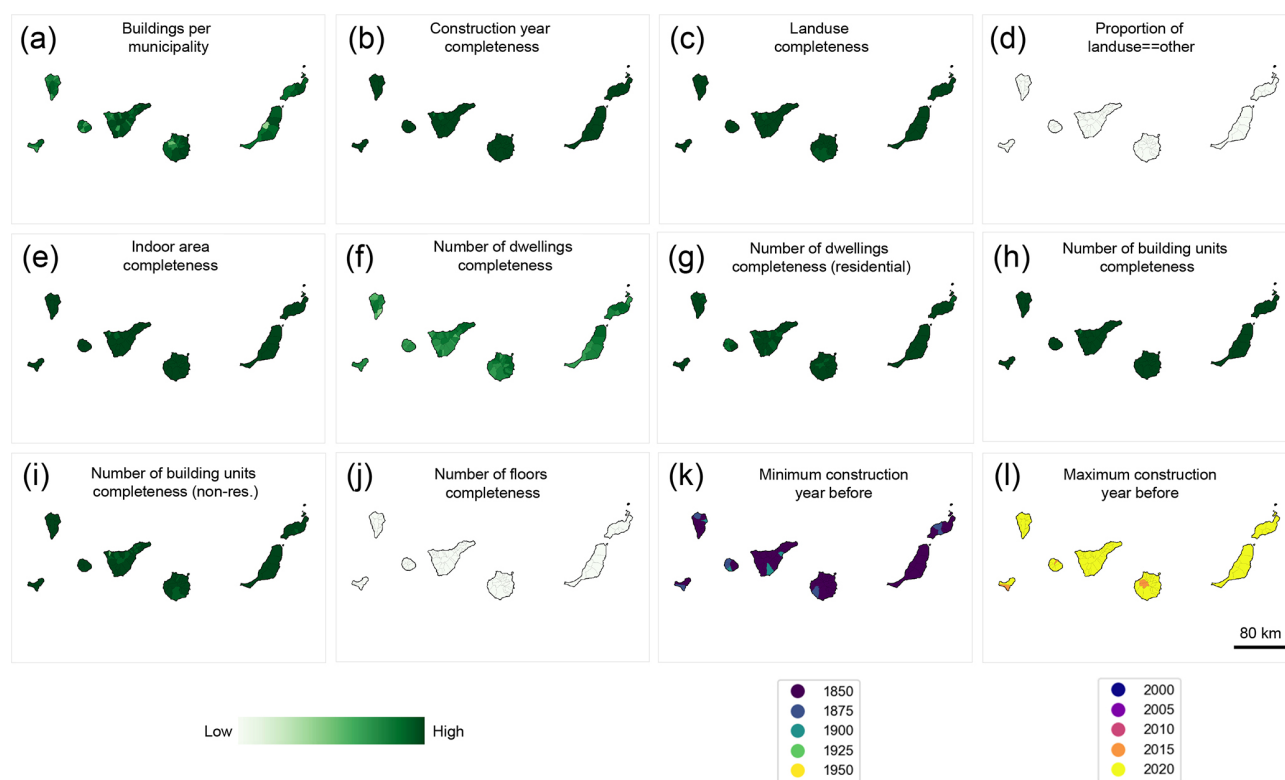 (a) Buildings per
municipality
(b) Construction year
completeness
(c) Landuse
completeness
(d) Proportion of
landuse==other
(e) Indoor area
completeness
(f) Number of dwellings
completeness
(g) Number of dwellings
completeness (residential)
(h) Number of building units
completeness
(i) Number of building units
completeness (non-res.)
(j) Number of floors
completeness
(k) Minimum construction
year before
(l) Maximum construction
year before
80 km
Low
High
1850
1875
1900
1925
1950
2000
2005
2010
2015
2020